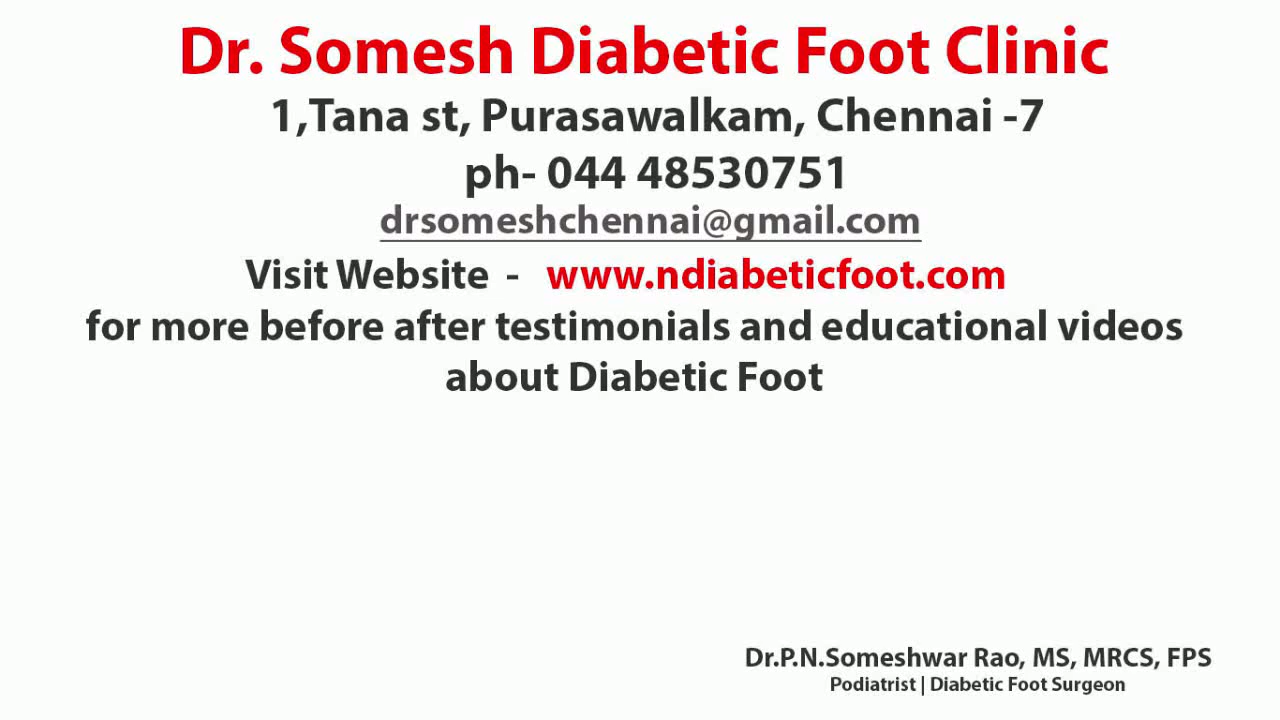 Dr. Somesh Diabetic Foot Clinic
1,Tana st, Purasawalkam, Chennai -7
ph- 044 48530751
drsomeshchennai@gmail.com
Visit Website - www.ndiabeticfoot.com
for more before after testimonials and educational videos
about Diabetic Foot
Dr.P.N.Someshwar Rao, MS, MRCS, FPS
Podiatrist | Diabetic Foot Surgeon